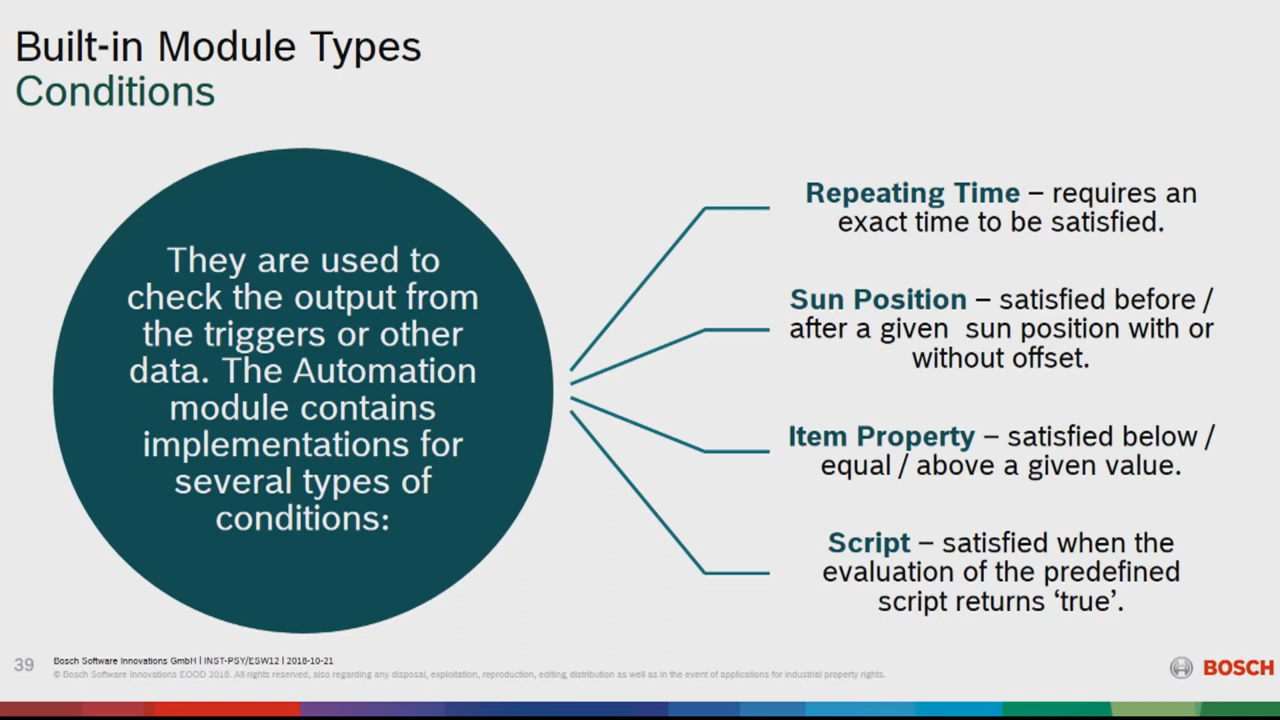 Built-in Module Types
Conditions
They are used to
check the output from
the triggers or other
data. The Automation
module contains
implementations for
several types of
conditions:
Repeating Time – requires an
exact time to be satisfied.
Sun Position – satisfied before /
after a given  sun position with or
without offset.
Item Property – satisfied below /
equal / above a given value.
Script – satisfied when the
evaluation of the predefined
script returns ‘true’.
39
Bosch Software Innovations GmbH | INST-PSY/ESW12 | 2018-10-21
© Bosch Software Innovations EOOD 2018. All rights reserved, also regarding any disposal, exploitation, reproduction, editing, distribution as well as in the event of applications for industrial property rights.
BOSCH